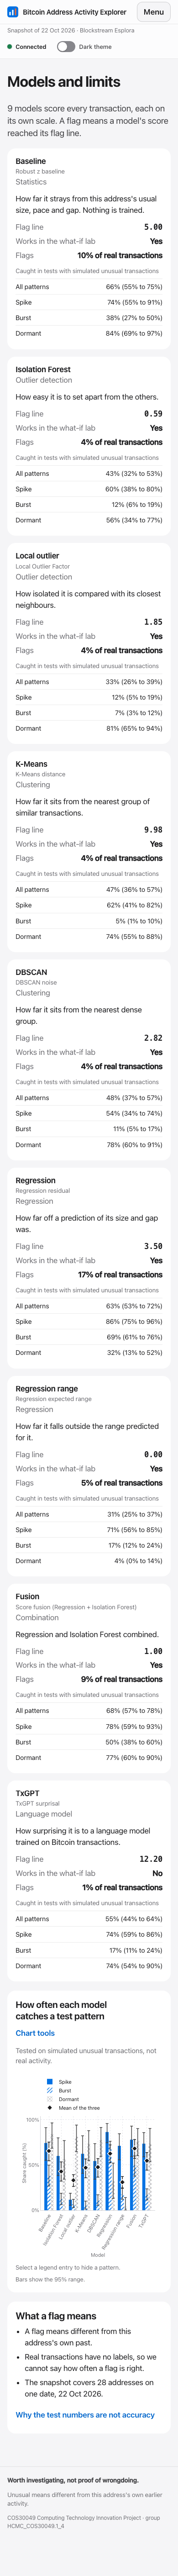 Bitcoin Address Activity Explorer
Menu
Snapshot of 22 Oct 2026 · Blockstream Esplora
Connected
Dark theme
Models and limits
9 models score every transaction, each on
its own scale. A flag means a model's score
reached its flag line.
Baseline
Robust z baseline
Statistics
How far it strays from this address's usual
size, pace and gap. Nothing is trained.
Flag line 5.00
Works in the what-if lab Yes
Flags 10% of real transactions
Caught in tests with simulated unusual transactions
All patterns 66% (55% to 75%)
Spike 74% (55% to 91%)
Burst 38% (27% to 50%)
Dormant 84% (69% to 97%)
Isolation Forest
Outlier detection
How easy it is to set apart from the others.
Flag line 0.59
Works in the what-if lab Yes
Flags 4% of real transactions
Caught in tests with simulated unusual transactions
All patterns 43% (32% to 53%)
Spike 60% (38% to 80%)
Burst 12% (6% to 19%)
Dormant 56% (34% to 77%)
Local outlier
Local Outlier Factor
Outlier detection
How isolated it is compared with its closest
neighbours.
Flag line 1.85
Works in the what-if lab Yes
Flags 4% of real transactions
Caught in tests with simulated unusual transactions
All patterns 33% (26% to 39%)
Spike 12% (5% to 19%)
Burst 7% (3% to 12%)
Dormant 81% (65% to 94%)
K-Means
K-Means distance
Clustering
How far it sits from the nearest group of
similar transactions.
Flag line 9.98
Works in the what-if lab Yes
Flags 4% of real transactions
Caught in tests with simulated unusual transactions
All patterns 47% (36% to 57%)
Spike 62% (41% to 82%)
Burst 5% (1% to 10%)
Dormant 74% (55% to 88%)
DBSCAN
DBSCAN noise
Clustering
How far it sits from the nearest dense
group.
Flag line 2.82
Works in the what-if lab Yes
Flags 4% of real transactions
Caught in tests with simulated unusual transactions
All patterns 48% (37% to 57%)
Spike 54% (34% to 74%)
Burst 11% (5% to 17%)
Dormant 78% (60% to 91%)
Regression
Regression residual
Regression
How far off a prediction of its size and gap
was.
Flag line 3.50
Works in the what-if lab Yes
Flags 17% of real transactions
Caught in tests with simulated unusual transactions
All patterns 63% (53% to 72%)
Spike 86% (75% to 96%)
Burst 69% (61% to 76%)
Dormant 32% (13% to 52%)
Regression range
Regression expected range
Regression
How far it falls outside the range predicted
for it.
Flag line 0.00
Works in the what-if lab Yes
Flags 5% of real transactions
Caught in tests with simulated unusual transactions
All patterns 31% (25% to 37%)
Spike 71% (56% to 85%)
Burst 17% (12% to 24%)
Dormant 4% (0% to 14%)
Fusion
Score fusion (Regression + Isolation Forest)
Combination
Regression and Isolation Forest combined.
Flag line 1.00
Works in the what-if lab Yes
Flags 9% of real transactions
Caught in tests with simulated unusual transactions
All patterns 68% (57% to 78%)
Spike 78% (59% to 93%)
Burst 50% (38% to 60%)
Dormant 77% (60% to 90%)
TxGPT
TxGPT surprisal
Language model
How surprising it is to a language model
trained on Bitcoin transactions.
Flag line 12.20
Works in the what-if lab No
Flags 1% of real transactions
Caught in tests with simulated unusual transactions
All patterns 55% (44% to 64%)
Spike 74% (59% to 86%)
Burst 17% (11% to 24%)
Dormant 74% (54% to 90%)
How often each model
catches a test pattern
Chart tools
Tested on simulated unusual transactions, not
real activity.
Spike
Burst
Dormant
Mean of the three
Share caught (%)
100%
50%
0%
Baseline
Isolation Forest
Local outlier
K-Means
DBSCAN
Regression
Regression range
Fusion
TxGPT
Model
Select a legend entry to hide a pattern.
Bars show the 95% range.
What a flag means
• A flag means different from this
address's own past.
• Real transactions have no labels, so we
cannot say how often a flag is right.
• The snapshot covers 28 addresses on
one date, 22 Oct 2026.
Why the test numbers are not accuracy
Worth investigating, not proof of wrongdoing.
Unusual means different from this address's own earlier
activity.
COS30049 Computing Technology Innovation Project · group
HCMC_COS30049.1_4